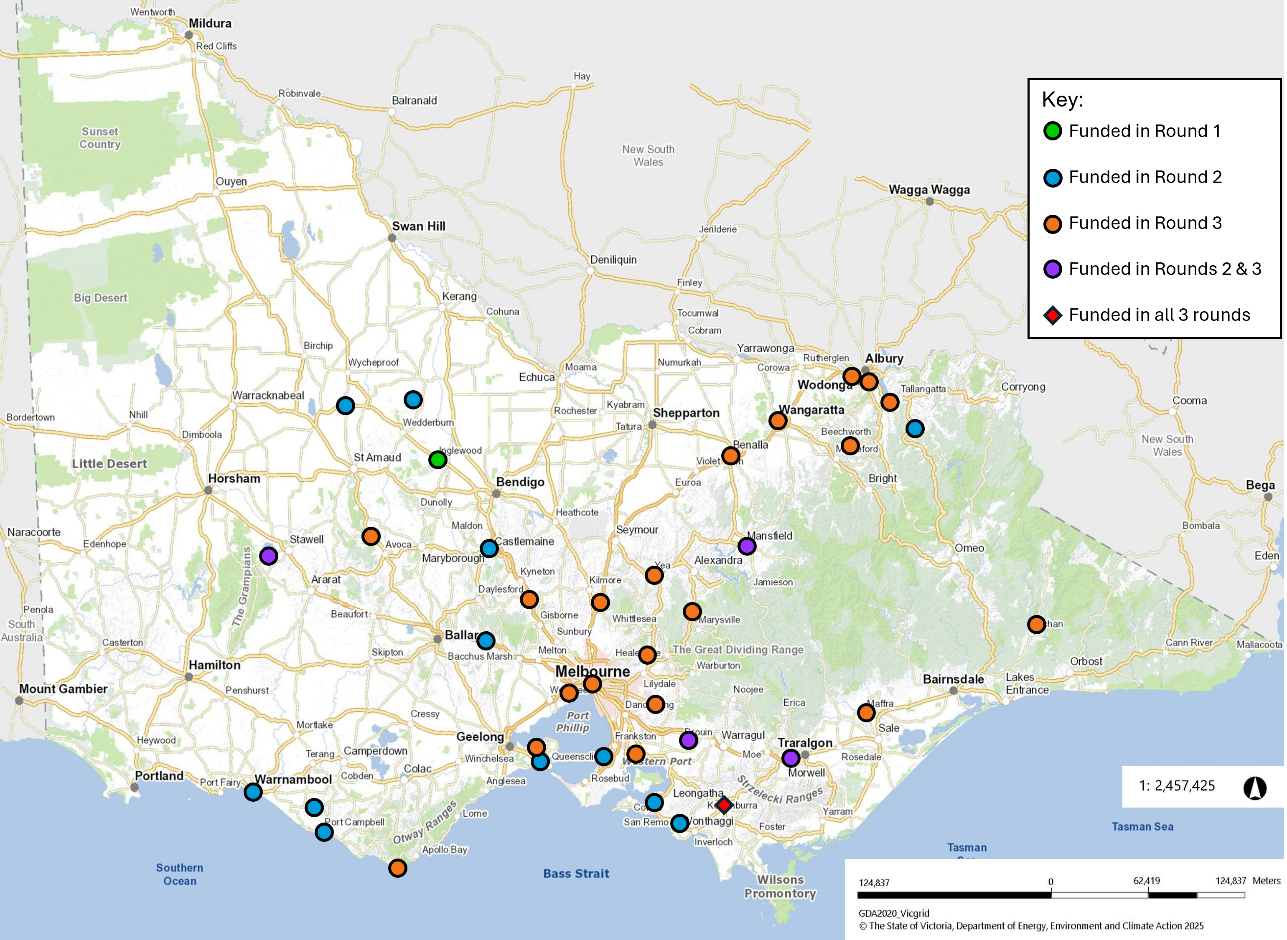 Wentworth
Mildura
Red Cliffs
Robinvale
Balranald
Hay
Sunset
Country
New South
Wales
Ouyen
Wagga Wagga
Swan Hill
Jerilderie
Deniliquin
Big Desert
Finley
Kerang
Cohuna
Tocumwal
Cobram
Birchip
Wycheproof
Yarrawonga
Rutherglen
Albury
Numurkah
Corowa
Moama
Echuca
Wodonga
Tallangatta
Corryong
Cooma
Warracknabeal
Nhill
Bordertown
Kyabram
Rochester
Shepparton
Wangaratta
Wedderburn
Tatura
Beechworth
Dimboola
Benalla
New South
Wales
St Arnaud
Little Desert
Violet
Horsham
Bright
Euroa
Bendigo
Bega
Dunolly
Heathcote
Maldon
Seymour
Bombala
Naracoorte
Edenhope
Stawell
Avoca
Castlemaine
Mansfield
Omeo
Maryborough
Alexandra
Eden
Kyneton
Ararat
Kilmore
Jamieson
Daylesford
The Grampians
Penola
Beaufort
Gisborne
Whittlesea
Marysville
South
Australia
Sunbury
Casterton
Skipton
Bacchus Marsh
Melton
The Great Dividing Range
Cann River
Mallacoota
Hamilton
Melbourne
Warburton
Orbost
Mount Gambier
Penshurst
Lilydale
Noojee
Bairnsdale
Lakes
Entrance
Erica
Cressy
Port
Phillip
Mortlake
Sale
Heywood
Geelong
Frankston
Warragul
Traralgon
Terang
Camperdown
Winchelsea
Western Port
Moe
Rosedale
Portland
Port Fairy
Warrnambool
Cobden
Colac
Anglesea
Rosebud
Morwell
Strzelecki Ranges
Leongatha
Lorne
Otway Ranges
Port Campbell
San Remo
Foster
Yarram
Apollo Bay
Inverloch
Southern
Ocean
Bass Strait
Wilsons
Promontory
Tasman Sea
Tasman
Key:
Funded in Round 1
Funded in Round 2
Funded in Round 3
Funded in Rounds 2 & 3
Funded in all 3 rounds
1: 2,457,425
124,837 0 62,419 124,837 Meters
GDA2020_Vicgrid
© The State of Victoria, Department of Energy, Environment and Climate Action 2025